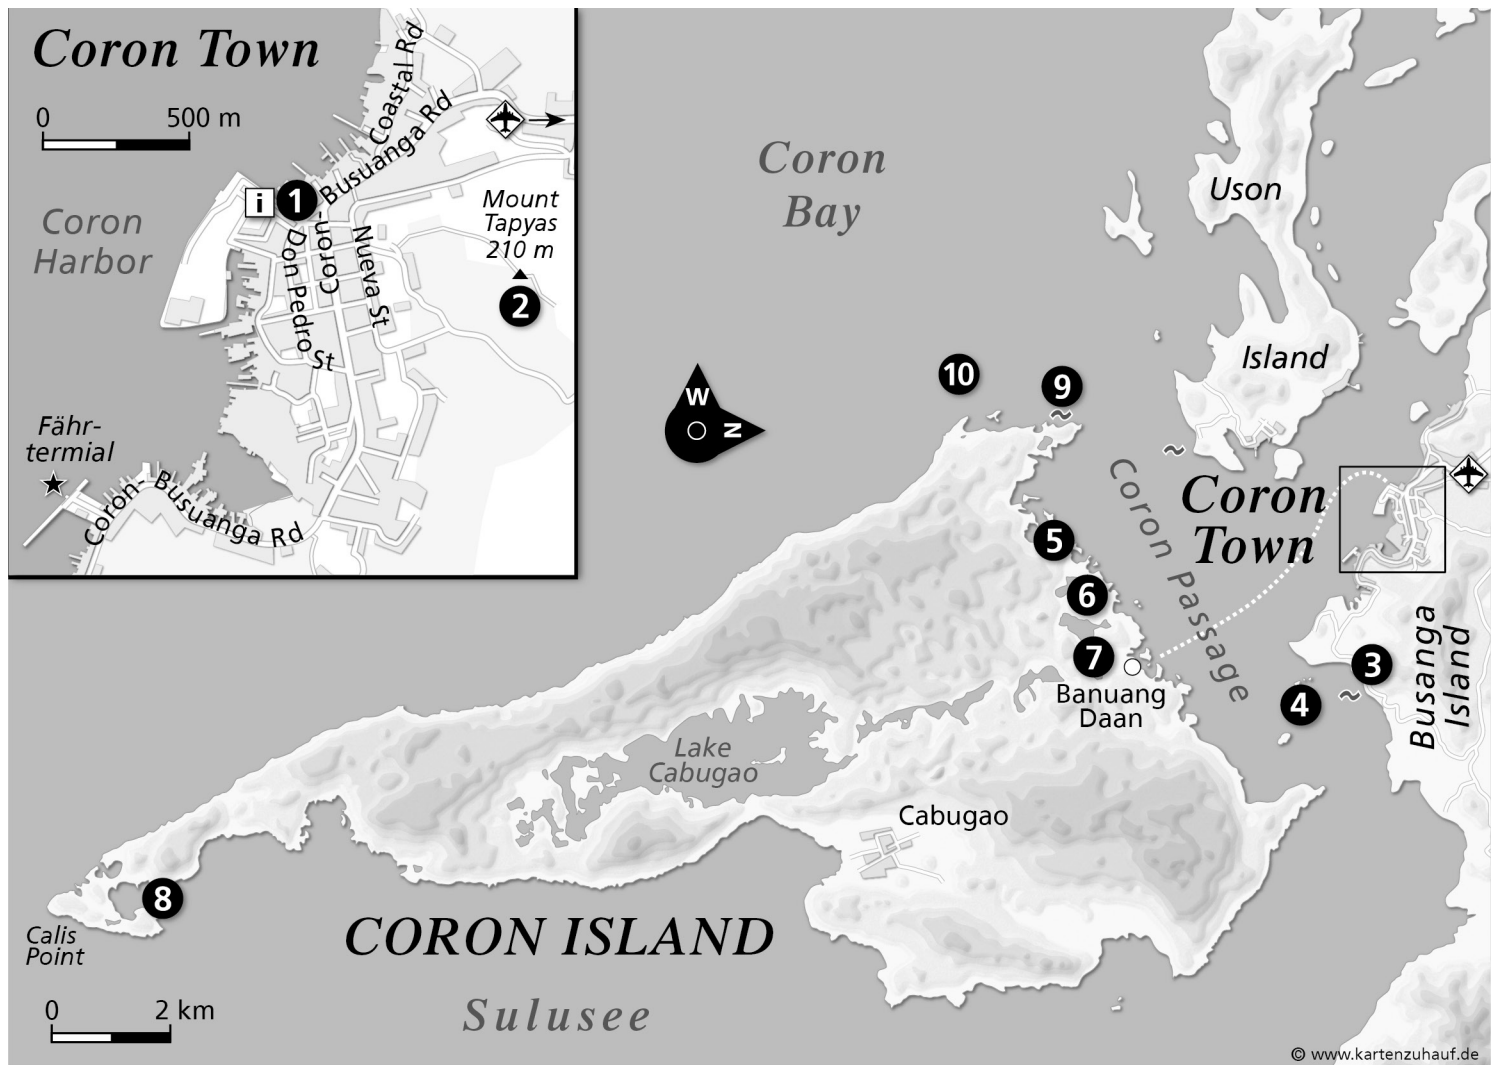 Coron Town
0 500 m
Coastal Rd
Coron-Busuanga Rd
i
1
Coron
Harbor
Don Pedro St
Nueva St
Mount
Tapyas
210 m
2
Fähr-
termial
Coron-Busuanga Rd
Coron
Bay
Uson
Island
10
9
W
N
Coron Passage
Coron
Town
5
6
7
Banuang
Daan
3
4
Busanga
Island
Lake
Cabugao
Cabugao
8
Calis
Point
CORON ISLAND
Sulusee
0 2 km
© www.kartenzuhauf.de